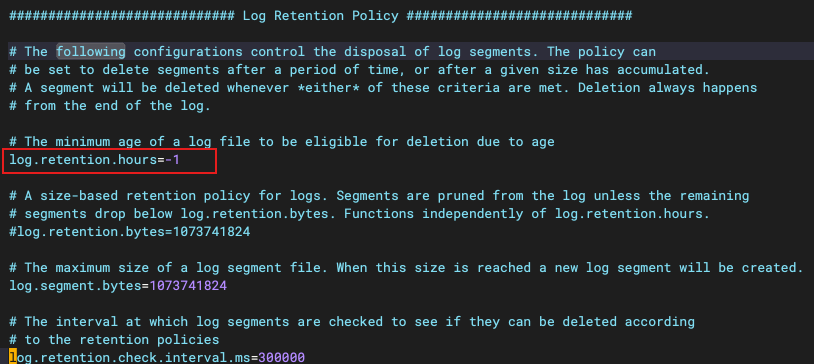 ############################# Log Retention Policy #############################
# The following configurations control the disposal of log segments. The policy can
# be set to delete segments after a period of time, or after a given size has accumulated.
# A segment will be deleted whenever *either* of these criteria are met. Deletion always happens
# from the end of the log.
# The minimum age of a log file to be eligible for deletion due to age
log.retention.hours=-1
# A size-based retention policy for logs. Segments are pruned from the log unless the remaining
# segments drop below log.retention.bytes. Functions independently of log.retention.hours.
#log.retention.bytes=1073741824
# The maximum size of a log segment file. When this size is reached a new log segment will be created.
log.segment.bytes=1073741824
# The interval at which log segments are checked to see if they can be deleted according
# to the retention policies
log.retention.check.interval.ms=300000